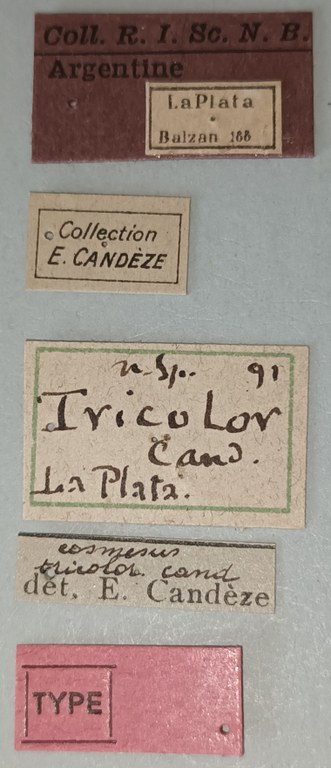 Coll. R. I. Sc. N. B.
Argentine
La Plata
Balzan 188
Collection
E. CANDÈZE
n. Sp. 91
Tricolor
Cand.
La Plata.
cosmesus
tricolor. cand
dét. E. Candèze
TYPE